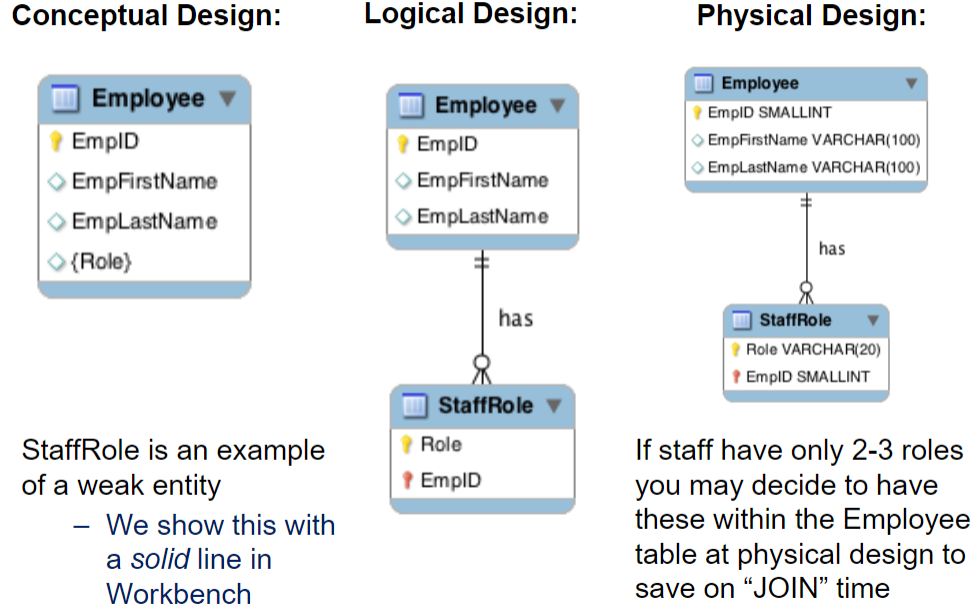 Conceptual Design:
Employee
EmpID
EmpFirstName
EmpLastName
{Role}
StaffRole is an example
of a weak entity
– We show this with
a solid line in
Workbench
Logical Design:
Employee
EmpID
EmpFirstName
EmpLastName
has
StaffRole
Role
EmpID
Physical Design:
Employee
EmpID SMALLINT
EmpFirstName VARCHAR(100)
EmpLastName VARCHAR(100)
has
StaffRole
Role VARCHAR(20)
EmpID SMALLINT
If staff have only 2-3 roles
you may decide to have
these within the Employee
table at physical design to
save on “JOIN” time